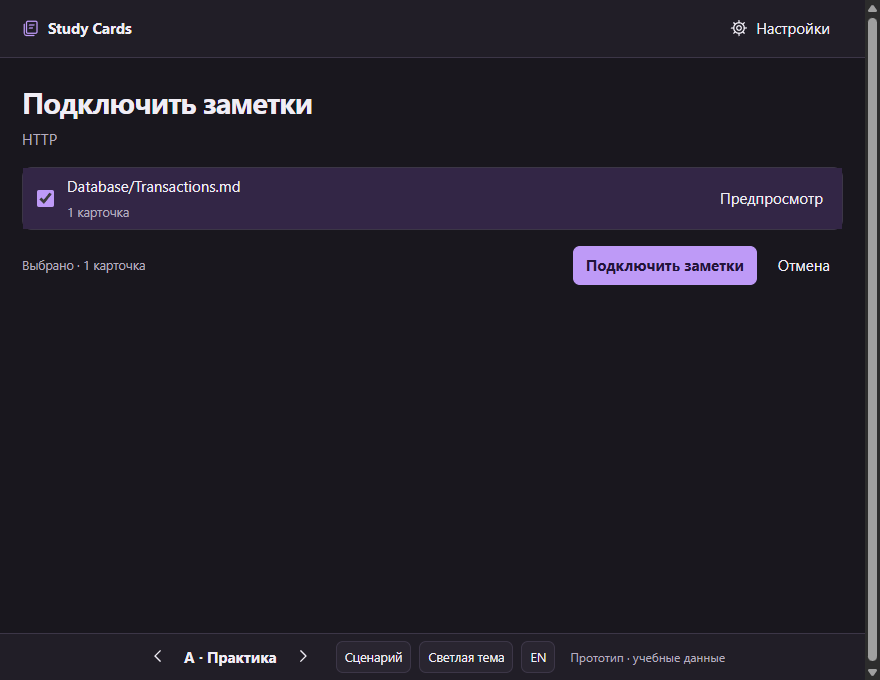 Study Cards
Настройки
Подключить заметки
HTTP
Database/Transactions.md
1 карточка
Предпросмотр
Выбрано · 1 карточка
Подключить заметки
Отмена
А · Практика
Сценарий
Светлая тема
EN
Прототип · учебные данные